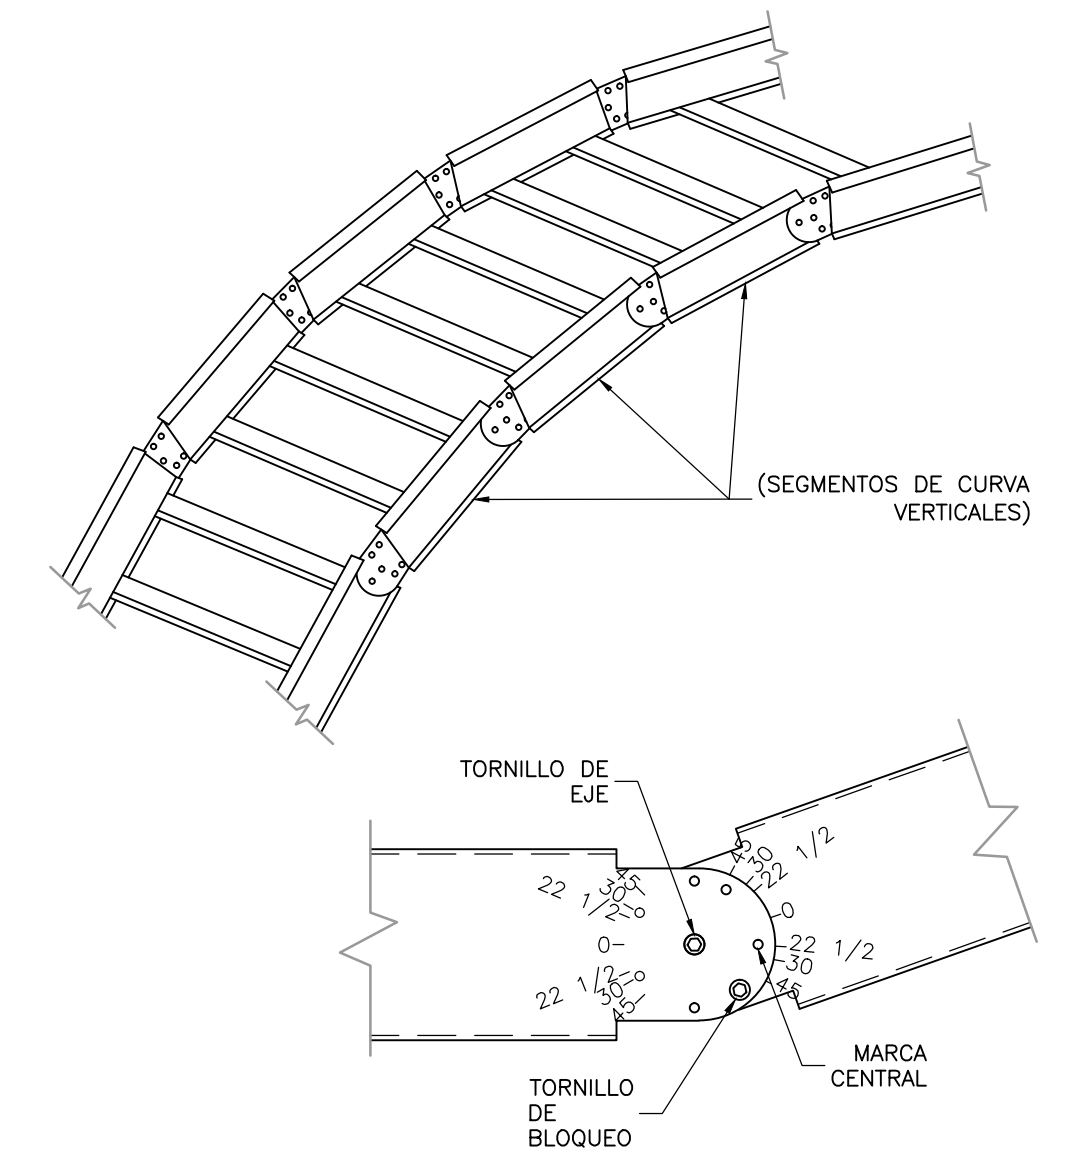 (SEGMENTOS DE CURVA
VERTICALES)
TORNILLO DE
EJE
45
30
22 1/2
0
22 1/2
30
45
22 1/2
30
45
0
22 1/2
30
45
MARCA
CENTRAL
TORNILLO
DE
BLOQUEO